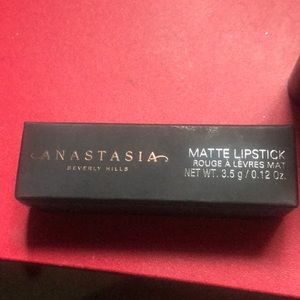 ANASTASIA
BEVERLY HILLS
MATTE LIPSTICK
ROUGE À LÈVRES MAT
NET WT. 3.5 g / 0.12 Oz.